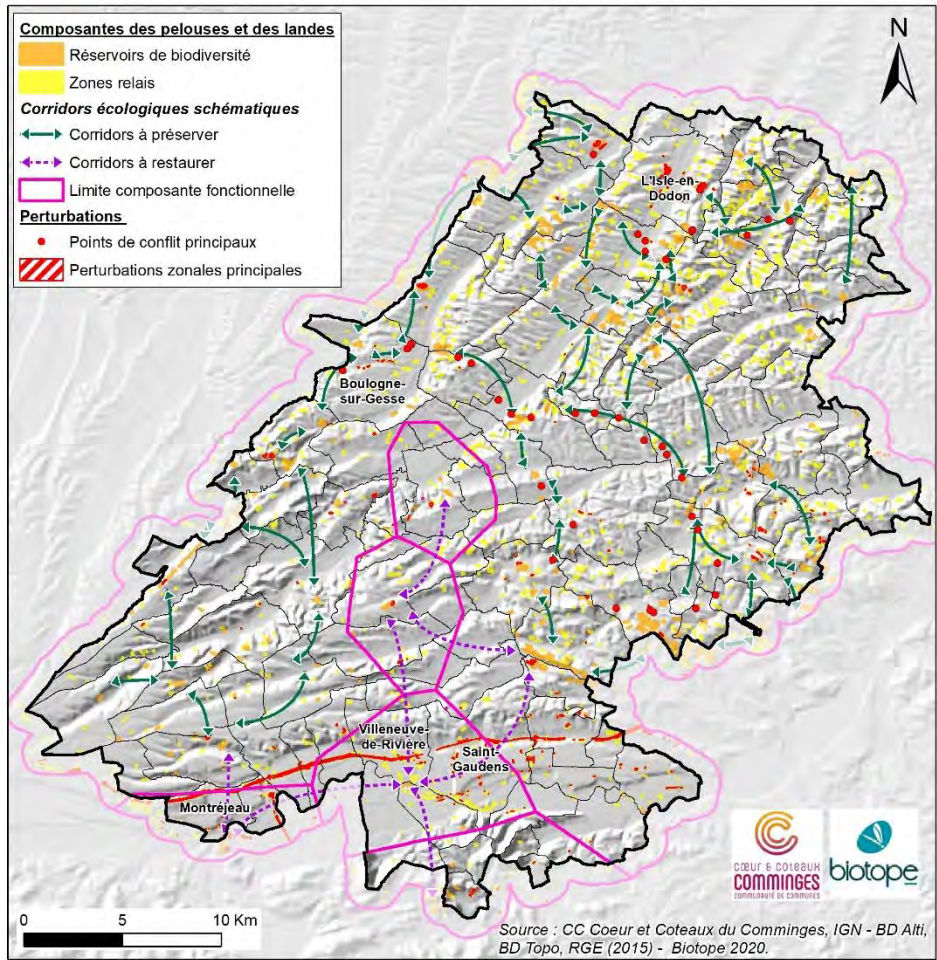 Composantes des pelouses et des landes
Réservoirs de biodiversité
Zones relais
Corridors écologiques schématiques
Corridors à préserver
Corridors à restaurer
Limite composante fonctionnelle
Perturbations
Points de conflit principaux
Perturbations zonales principales
N
L'Isle-en-
Dodon
Boulogne-
sur-Gesse
Villeneuve-
de-Rivière
Saint-
Gaudens
Montréjeau
cœur & coteaux
COMMINGES
COMMUNAUTÉ DE COMMUNES
biotope
0 5 10 Km
Source : CC Coeur et Coteaux du Comminges, IGN - BD Alti,
BD Topo, RGE (2015) - Biotope 2020.